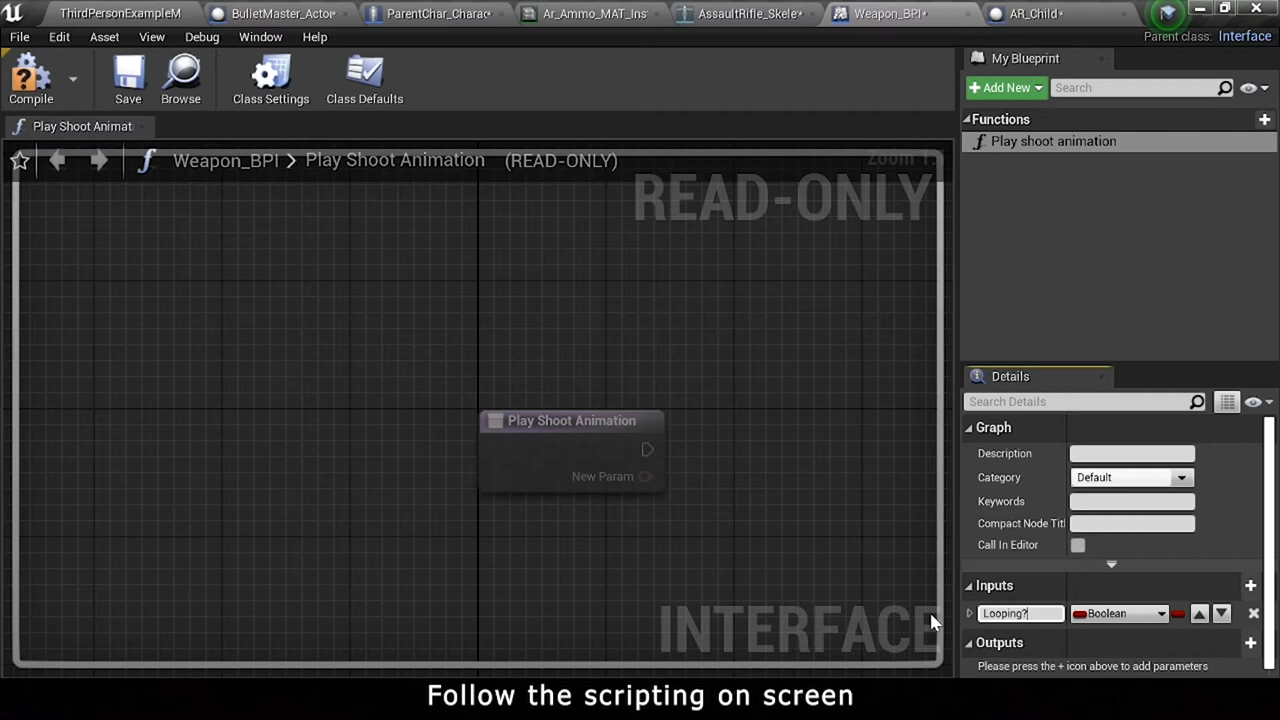 ThirdPersonExampleM
BulletMaster_Actor
ParentChar_Charac
Ar_Ammo_MAT_Ins
AssaultRifle_Skele
Weapon_BPI*
AR_Child*
File
Edit
Asset
View
Blueprint
Debug
Window
Help
Parent class: Interface
Compile
Save
Browse
Class Settings
Class Defaults
My Blueprint
Add New
Search
Functions
Play shoot animation
Play Shoot Animat
Weapon_BPI > Play Shoot Animation (READ-ONLY)
READ-ONLY
Play Shoot Animation
New Param
INTERFACE
Details
Search Details
Graph
Description
Category
Default
Keywords
Compact Node Titl
Call In Editor
Inputs
Looping?
Boolean
Outputs
Please press the + icon above to add parameters
Follow the scripting on screen